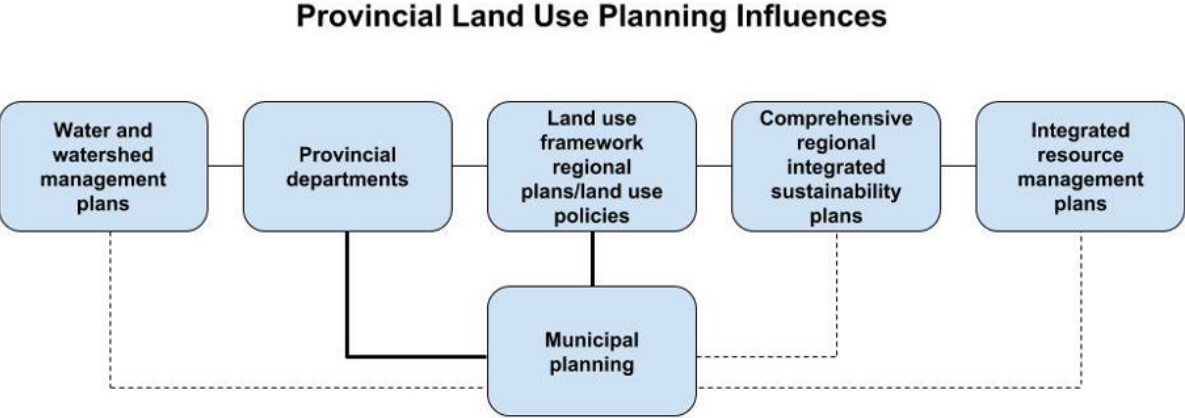 Provincial Land Use Planning Influences
Water and
watershed
management
plans
Provincial
departments
Land use
framework
regional
plans/land use
policies
Comprehensive
regional
integrated
sustainability
plans
Integrated
resource
management
plans
Municipal
planning